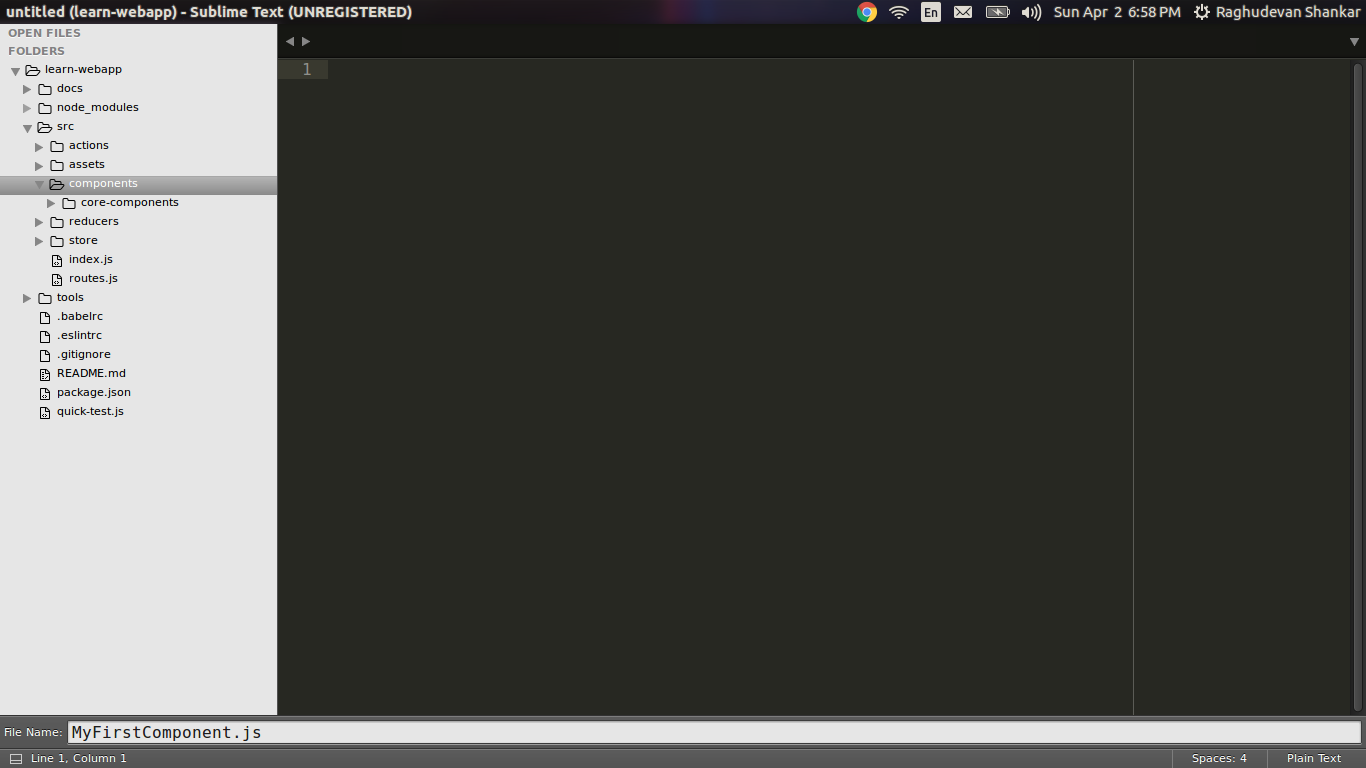 untitled (learn-webapp) - Sublime Text (UNREGISTERED)
En
Sun Apr 2 6:58 PM
Raghudevan Shankar
OPEN FILES
FOLDERS
learn-webapp
docs
node_modules
src
actions
assets
components
core-components
reducers
store
index.js
routes.js
tools
.babelrc
.eslintrc
.gitignore
README.md
package.json
quick-test.js
1
File Name: MyFirstComponent.js
Line 1, Column 1
Spaces: 4
Plain Text